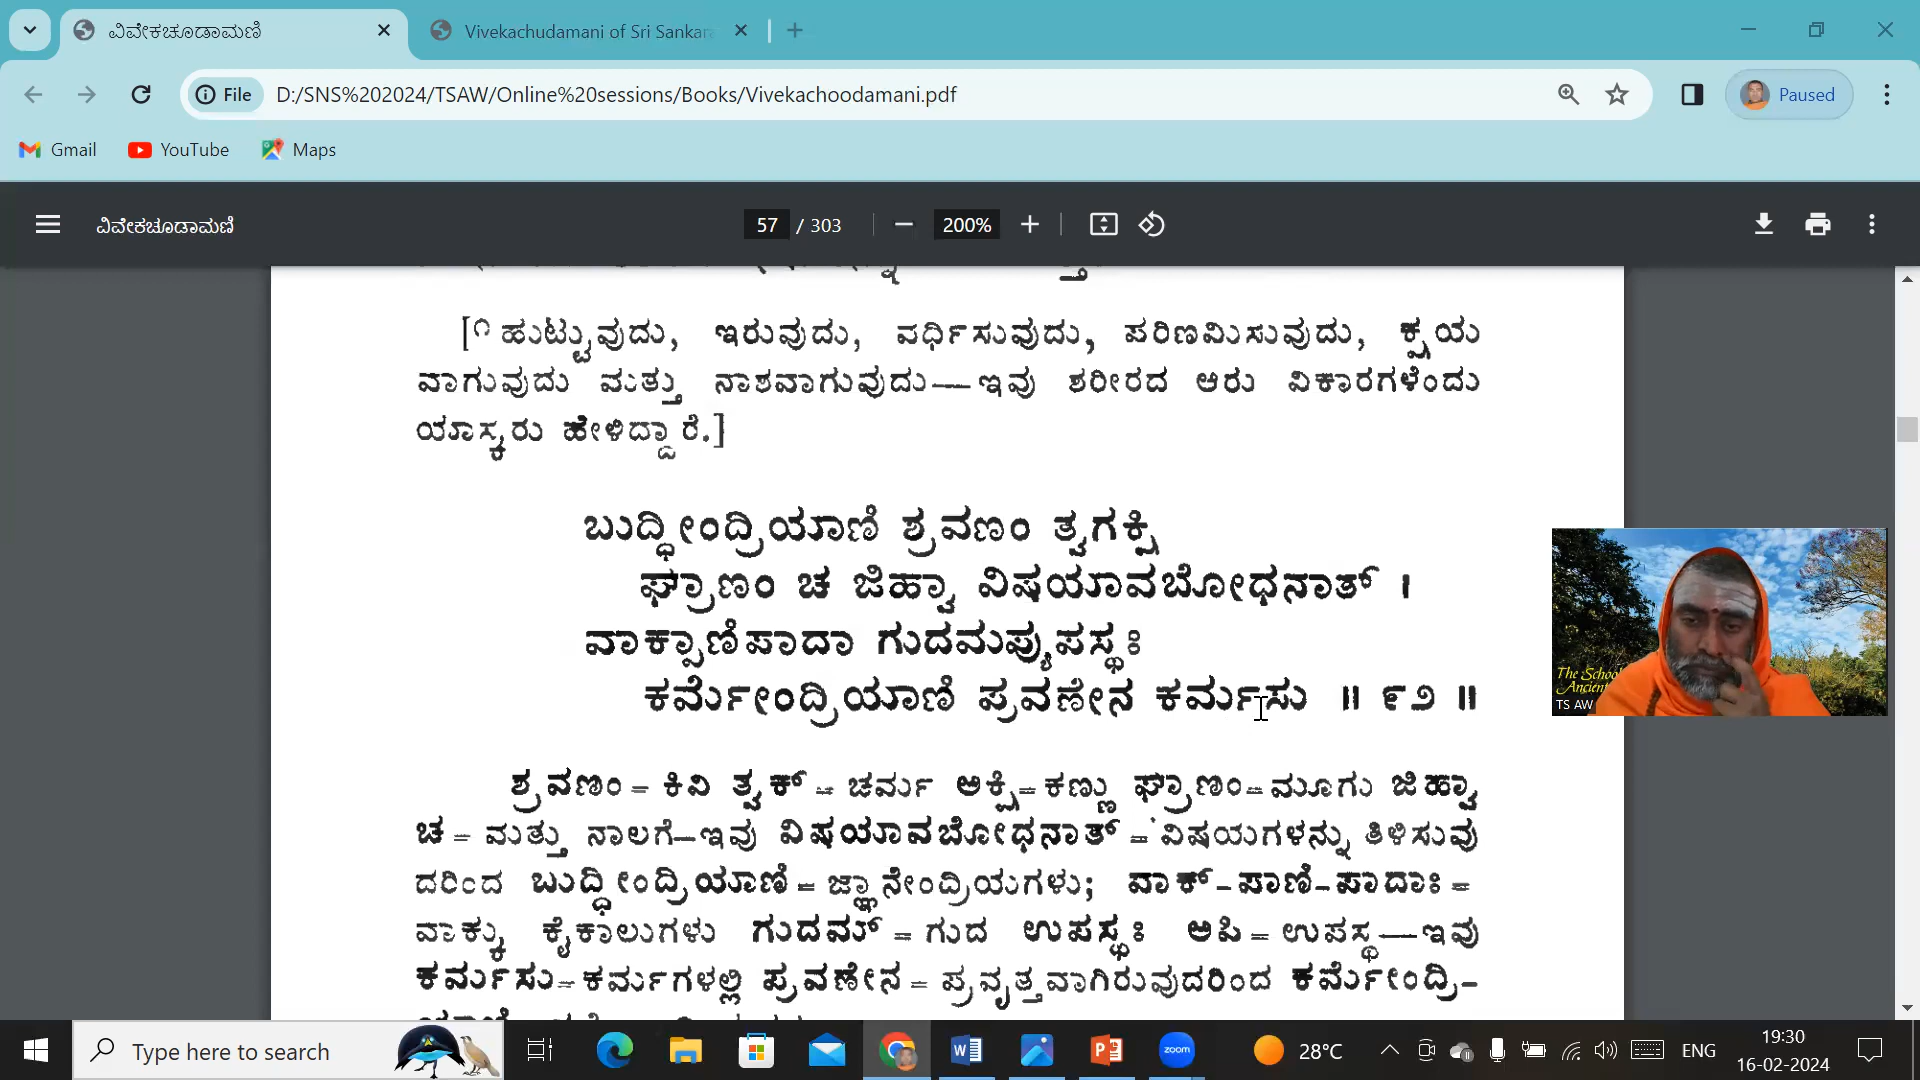 ವಿವೇಕಚೂಡಾಮಣಿ
Vivekachudamani of Sri Sankara
File D:/SNS%202024/TSAW/Online%20sessions/Books/Vivekachoodamani.pdf
Paused
Gmail YouTube Maps
ವಿವೇಕಚೂಡಾಮಣಿ 57 / 303 200%
[೧ ಹುಟ್ಟುವುದು, ಇರುವುದು, ವರ್ಧಿಸುವುದು, ಪರಿಣಮಿಸುವುದು, ಕ್ಷಯ
ವಾಗುವುದು ಮತ್ತು ನಾಶವಾಗುವುದು—ಇವು ಶರೀರದ ಆರು ವಿಕಾರಗಳೆಂದು
ಯಾಸ್ಕರು ಹೇಳಿದ್ದಾರೆ.]
ಬುದ್ಧೀಂದ್ರಿಯಾಣಿ ಶ್ರವಣಂ ತ್ವಗಕ್ಷಿ
ಘ್ರಾಣಂ ಚ ಜಿಹ್ವಾ ವಿಷಯಾವಬೋಧನಾತ್ ।
ವಾಕ್ಪಾಣಿಪಾದಾ ಗುದಮಪ್ಯುಪಸ್ಥಃ
ಕರ್ಮೇಂದ್ರಿಯಾಣಿ ಪ್ರವಣೇನ ಕರ್ಮಸು ॥ ೯೨ ॥
ಶ್ರವಣಂ= ಕಿವಿ ತ್ವಕ್= ಚರ್ಮ ಅಕ್ಷಿ=ಕಣ್ಣು ಘ್ರಾಣಂ=ಮೂಗು ಜಿಹ್ವಾ
ಚ= ಮತ್ತು ನಾಲಗೆ—ಇವು ವಿಷಯಾವಬೋಧನಾತ್= ವಿಷಯಗಳನ್ನು ತಿಳಿಸುವು
ದರಿಂದ ಬುದ್ಧೀಂದ್ರಿಯಾಣಿ= ಜ್ಞಾನೇಂದ್ರಿಯಗಳು; ವಾಕ್-ಪಾಣಿ-ಪಾದಾಃ=
ವಾಕ್ಕು ಕೈಕಾಲುಗಳು ಗುದಮ್= ಗುದ ಉಪಸ್ಥಃ ಅಪಿ= ಉಪಸ್ಥ—ಇವು
ಕರ್ಮಸು=ಕರ್ಮಗಳಲ್ಲಿ ಪ್ರವಣೇನ= ಪ್ರವೃತ್ತವಾಗಿರುವುದರಿಂದ ಕರ್ಮೇಂದ್ರಿ-
The School
Ancient
TS AW
Type here to search
zoom
28°C
ENG
19:30
16-02-2024